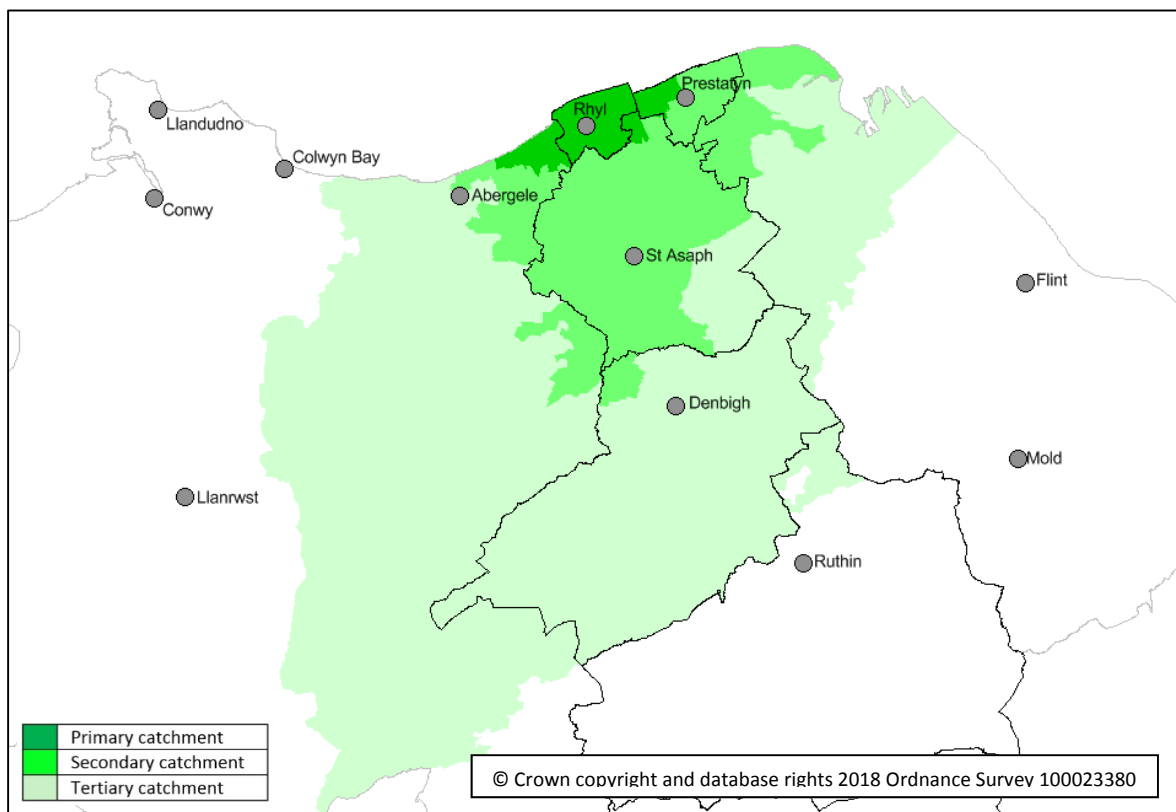 Prestatyn
Rhyl
Llandudno
Colwyn Bay
Conwy
Abergele
St Asaph
Flint
Denbigh
Mold
Llanrwst
Ruthin
Primary catchment
Secondary catchment
Tertiary catchment
© Crown copyright and database rights 2018 Ordnance Survey 100023380